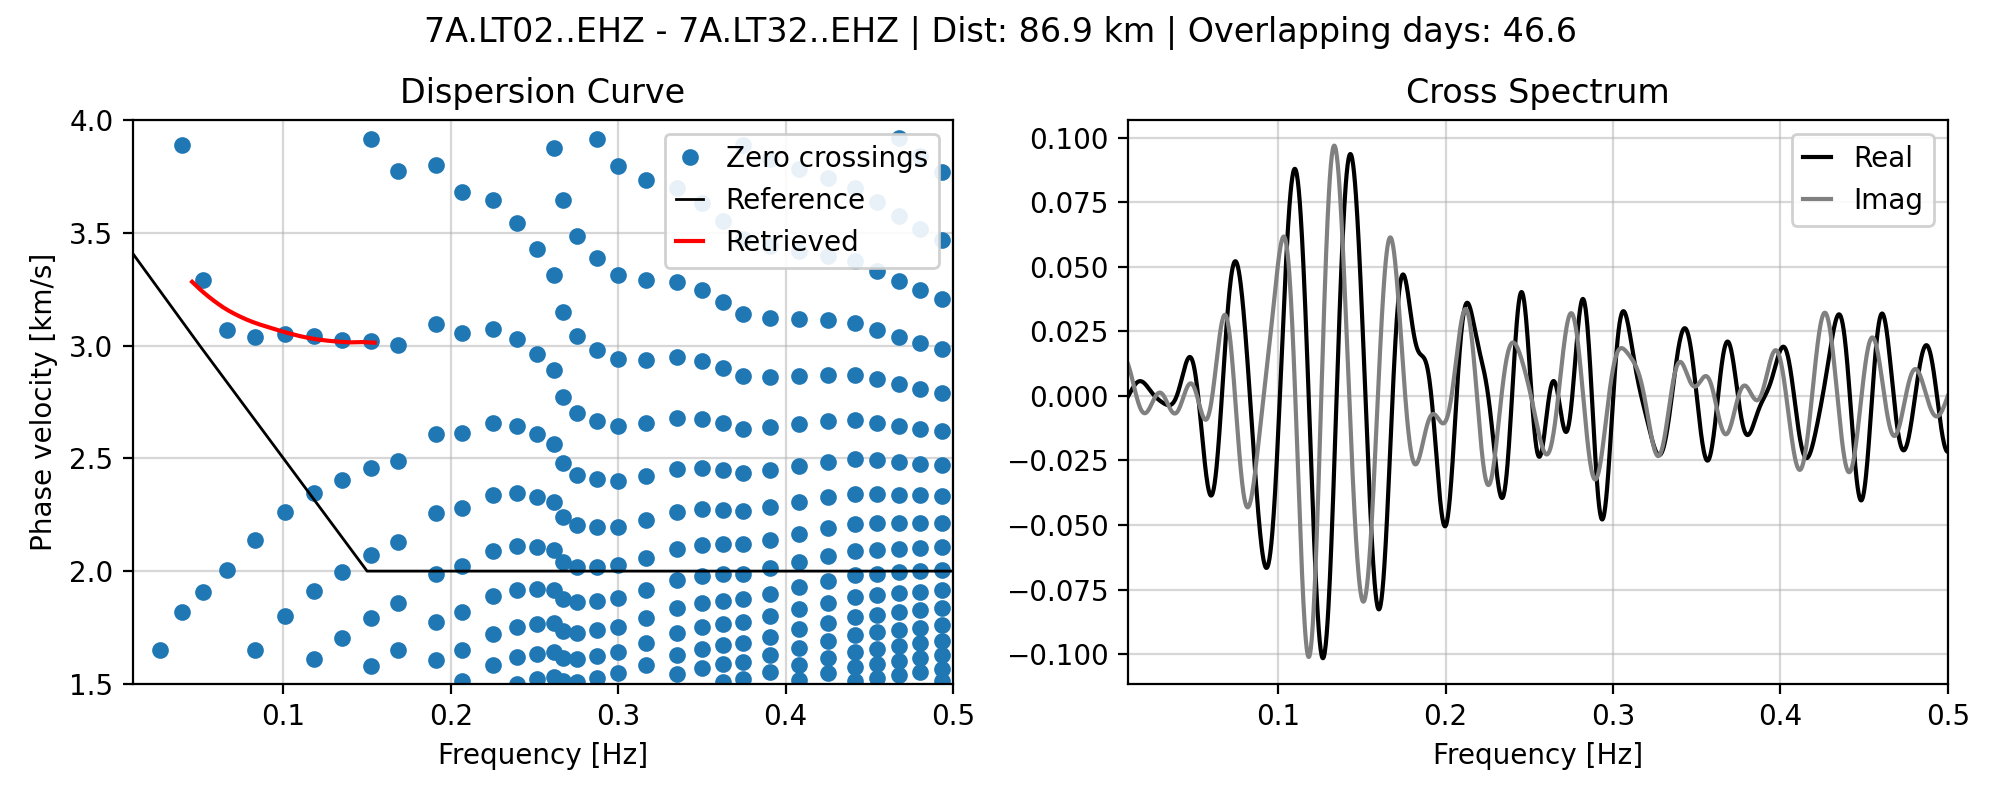 7A.LT02..EHZ - 7A.LT32..EHZ | Dist: 86.9 km | Overlapping days: 46.6
Dispersion Curve
4.0
3.5
3.0
2.5
2.0
1.5
Phase velocity [km/s]
0.1
0.2
0.3
0.4
0.5
Frequency [Hz]
Zero crossings
Reference
Retrieved
Cross Spectrum
0.100
0.075
0.050
0.025
0.000
−0.025
−0.050
−0.075
−0.100
0.1
0.2
0.3
0.4
0.5
Frequency [Hz]
Real
Imag